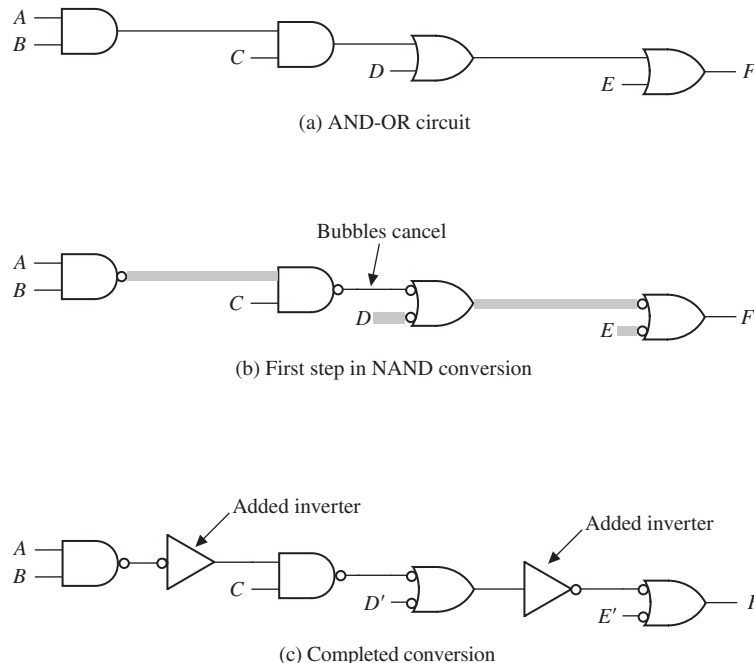 A
B
C
D
E
F
(a) AND-OR circuit
Bubbles cancel
A
B
C
D
E
F
(b) First step in NAND conversion
Added inverter
Added inverter
A
B
C
D′
E′
F
(c) Completed conversion